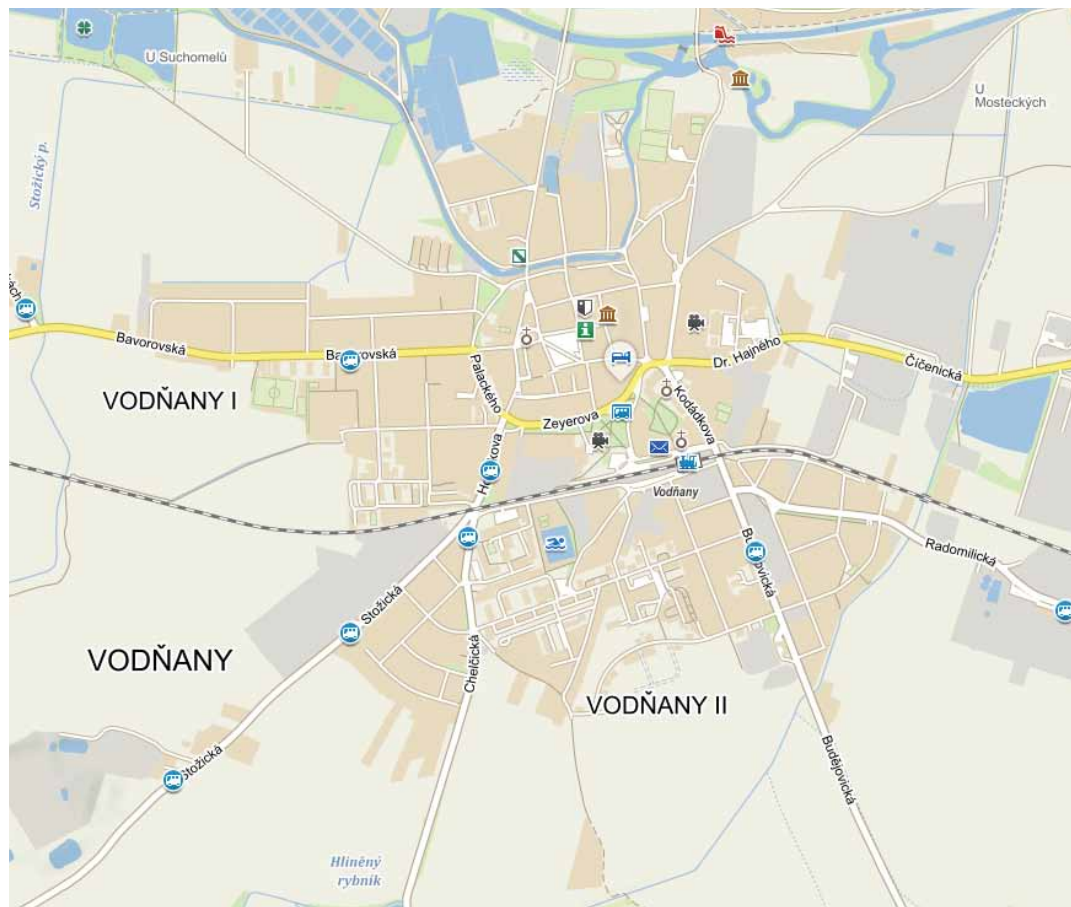 U Suchomelů
U
Mosteckých
Stožický p.
Bavorovská
Bavorovská
Dr. Hajného
Číčenická
Palackého
VODŇANY I
Kodádkova
Zeyerova
Vodňany
Radomilická
Stožická
VODŇANY
Chelčická
VODŇANY II
Stožická
Budějovická
Hliněný
rybník